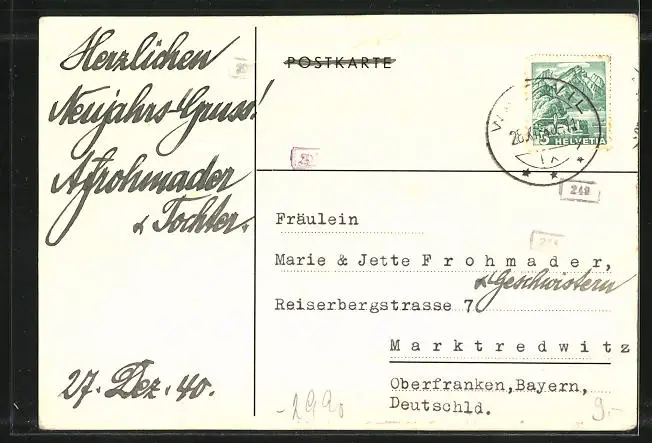 Herzlichen
Neujahrs-Gruss!
A. Frohmader
& Tochter.
27. Dez. 40.
POSTKARTE
HELVETIA
249
Fräulein
Marie & Jette Frohmader,
& Geschwistern
Reiserbergstrasse 7
Marktredwitz
Oberfranken, Bayern,
Deutschld.
9.-